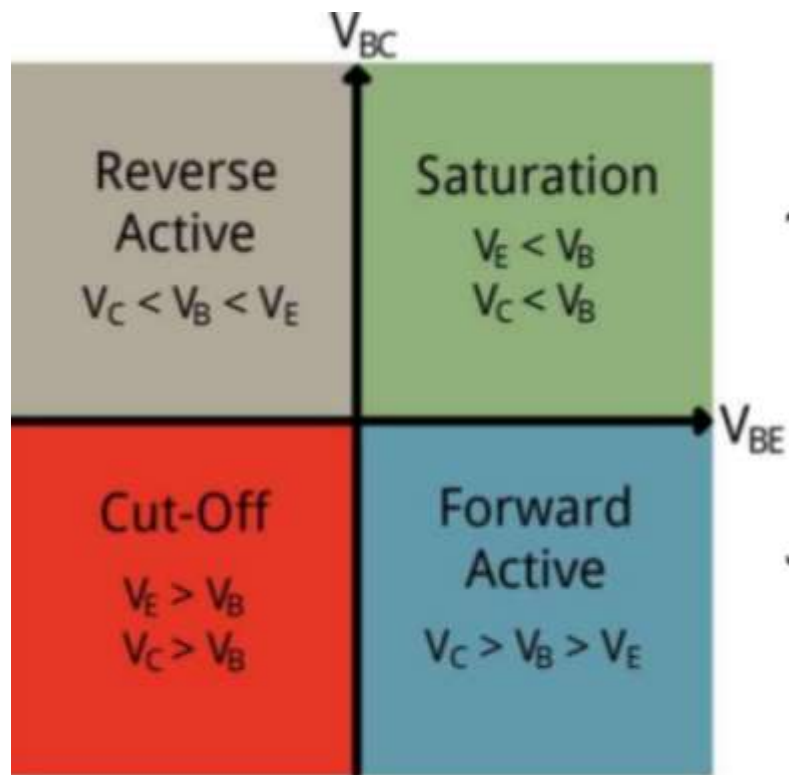 V_BC
Reverse
Active
V_C < V_B < V_E
Saturation
V_E < V_B
V_C < V_B
V_BE
Cut-Off
V_E > V_B
V_C > V_B
Forward
Active
V_C > V_B > V_E